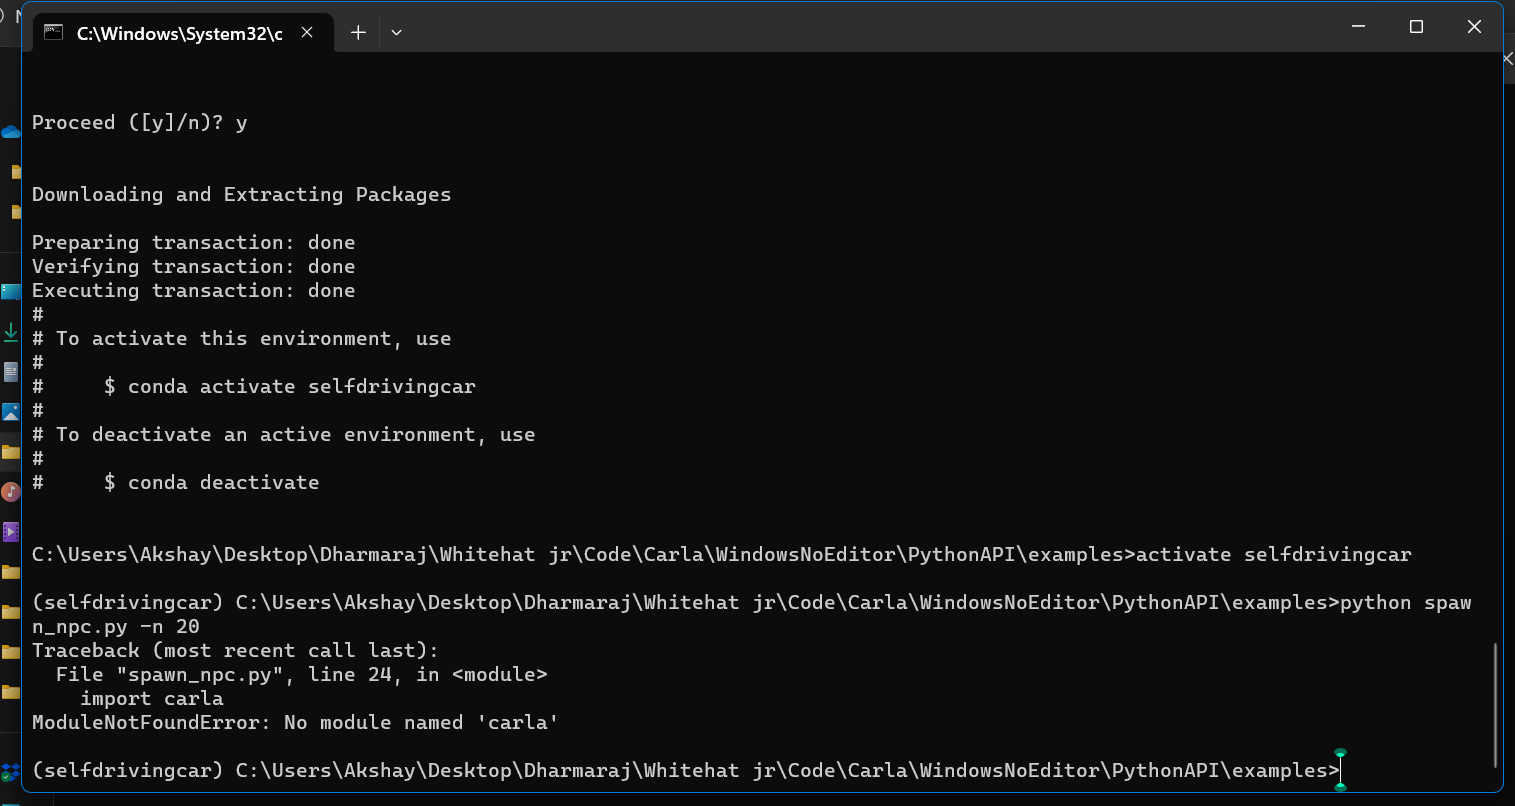 C:\Windows\System32\c
Proceed ([y]/n)? y
Downloading and Extracting Packages
Preparing transaction: done
Verifying transaction: done
Executing transaction: done
#
# To activate this environment, use
#
#     $ conda activate selfdrivingcar
#
# To deactivate an active environment, use
#
#     $ conda deactivate
C:\Users\Akshay\Desktop\Dharmaraj\Whitehat jr\Code\Carla\WindowsNoEditor\PythonAPI\examples>activate selfdrivingcar
(selfdrivingcar) C:\Users\Akshay\Desktop\Dharmaraj\Whitehat jr\Code\Carla\WindowsNoEditor\PythonAPI\examples>python spaw
n_npc.py -n 20
Traceback (most recent call last):
  File "spawn_npc.py", line 24, in <module>
    import carla
ModuleNotFoundError: No module named 'carla'
(selfdrivingcar) C:\Users\Akshay\Desktop\Dharmaraj\Whitehat jr\Code\Carla\WindowsNoEditor\PythonAPI\examples>